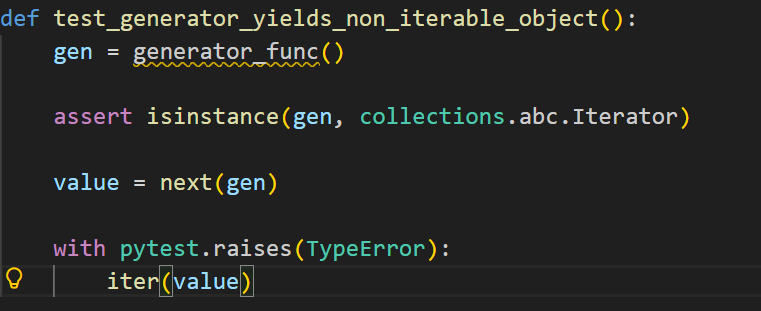 def test_generator_yields_non_iterable_object():
    gen = generator_func()
    assert isinstance(gen, collections.abc.Iterator)
    value = next(gen)
    with pytest.raises(TypeError):
        iter(value)